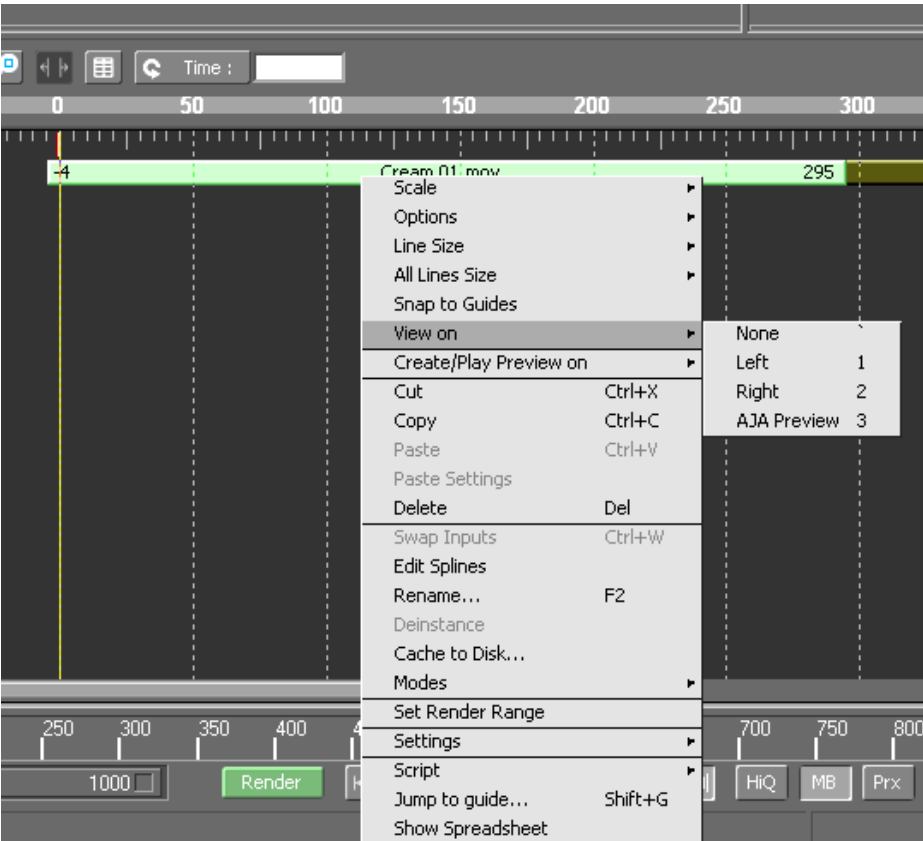 Time :
0 50 100 150 200 250 300
-4 Cream 01.mov 295
Scale
Options
Line Size
All Lines Size
Snap to Guides
View on
None `
Create/Play Preview on
Left 1
Cut Ctrl+X
Right 2
Copy Ctrl+C
AJA Preview 3
Paste Ctrl+V
Paste Settings
Delete Del
Swap Inputs Ctrl+W
Edit Splines
Rename... F2
Deinstance
Cache to Disk...
Modes
Set Render Range
250 300 350 400 700 750 800
Settings
Script
1000 Render HiQ MB Prx
Jump to guide... Shift+G
Show Spreadsheet